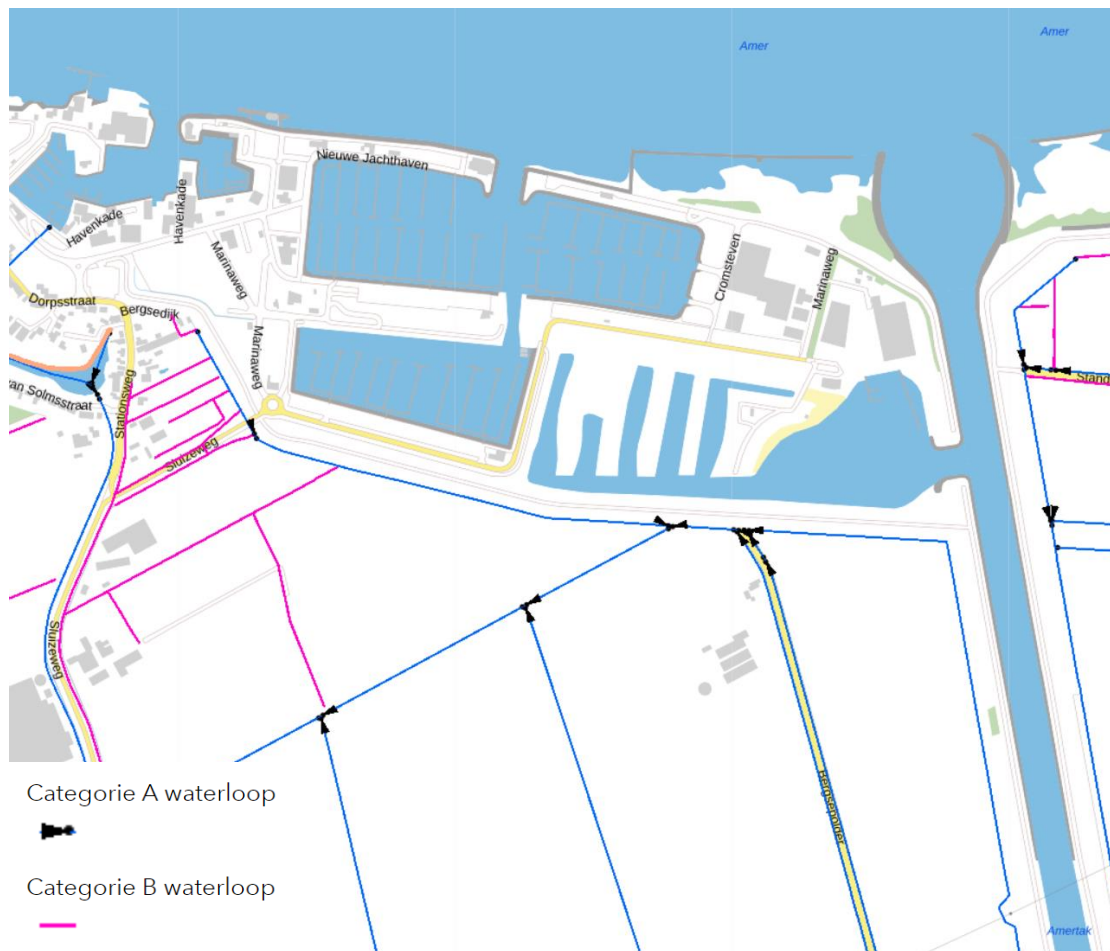 Amer
Amer
Nieuwe Jachthaven
Havenkade
Havenkade
Marinaweg
Cromsteven
Marinaweg
Dorpsstraat
Bergsedijk
Marinaweg
van Solmsstraat
Stationsweg
Stand
Sluizeweg
Sluizeweg
Bergsepolder
Amertak
Categorie A waterloop
Categorie B waterloop